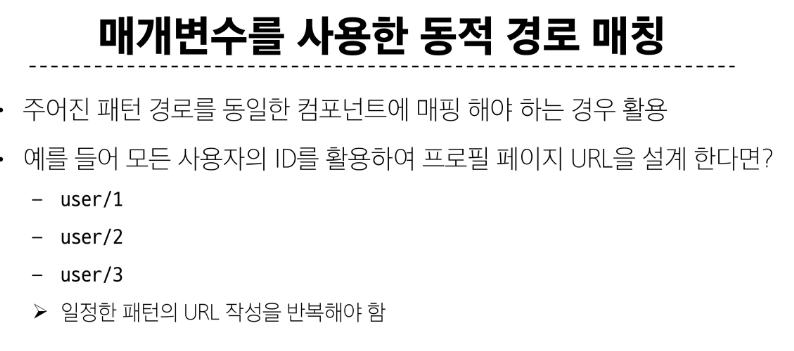 매개변수를 사용한 동적 경로 매칭
• 주어진 패턴 경로를 동일한 컴포넌트에 매핑 해야 하는 경우 활용
• 예를 들어 모든 사용자의 ID를 활용하여 프로필 페이지 URL을 설계 한다면?
– user/1
– user/2
– user/3
➢ 일정한 패턴의 URL 작성을 반복해야 함